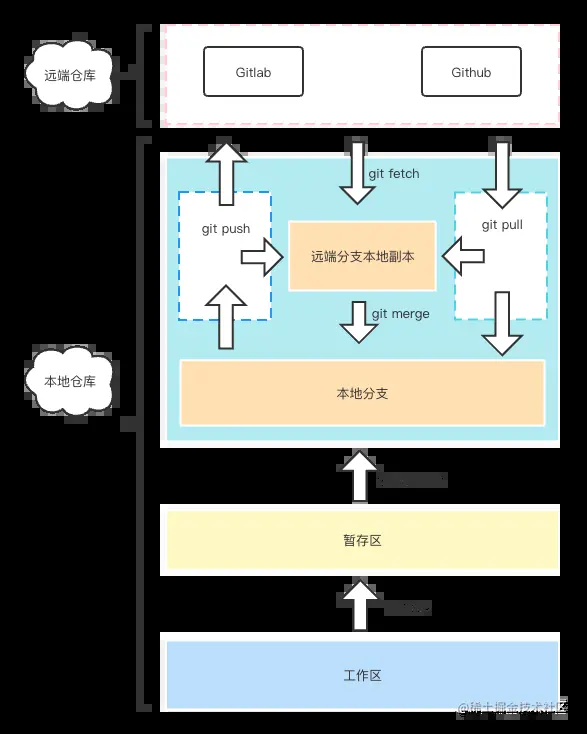 远端仓库
Gitlab
Github
git fetch
git push
git pull
远端分支本地副本
git merge
本地仓库
本地分支
暂存区
工作区
@稀土掘金技术社区